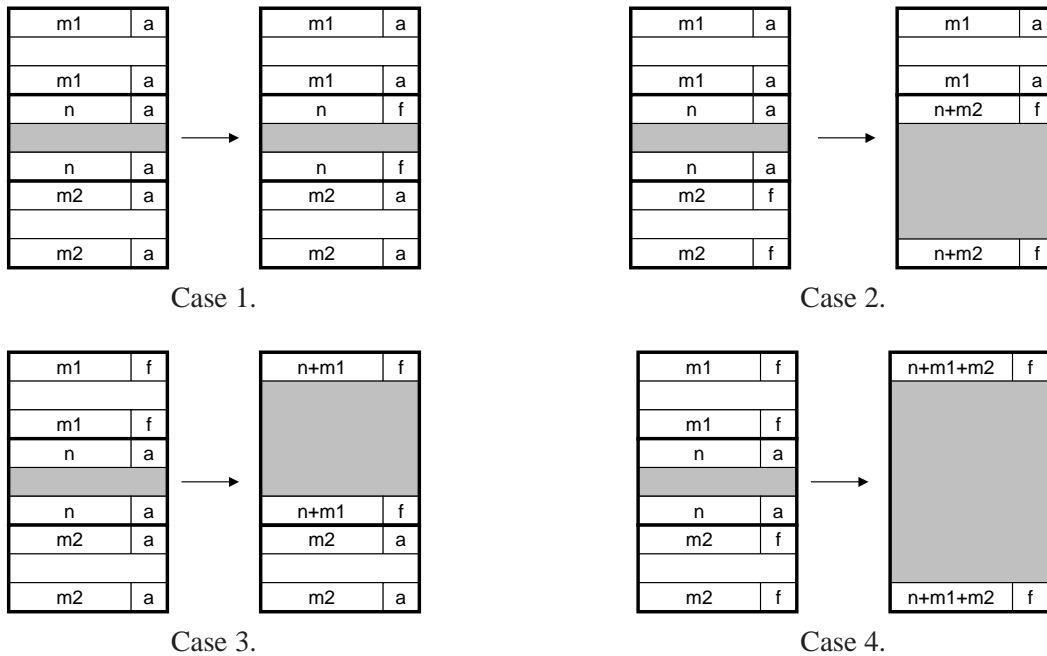 m1 a
m1 a
n a
n a
m2 a
m2 a
m1 a
m1 a
n f
n f
m2 a
m2 a
Case 1.
m1 a
m1 a
n a
n a
m2 f
m2 f
m1 a
m1 a
n+m2 f
n+m2 f
Case 2.
m1 f
m1 f
n a
n a
m2 a
m2 a
n+m1 f
n+m1 f
m2 a
m2 a
Case 3.
m1 f
m1 f
n a
n a
m2 f
m2 f
n+m1+m2 f
n+m1+m2 f
Case 4.